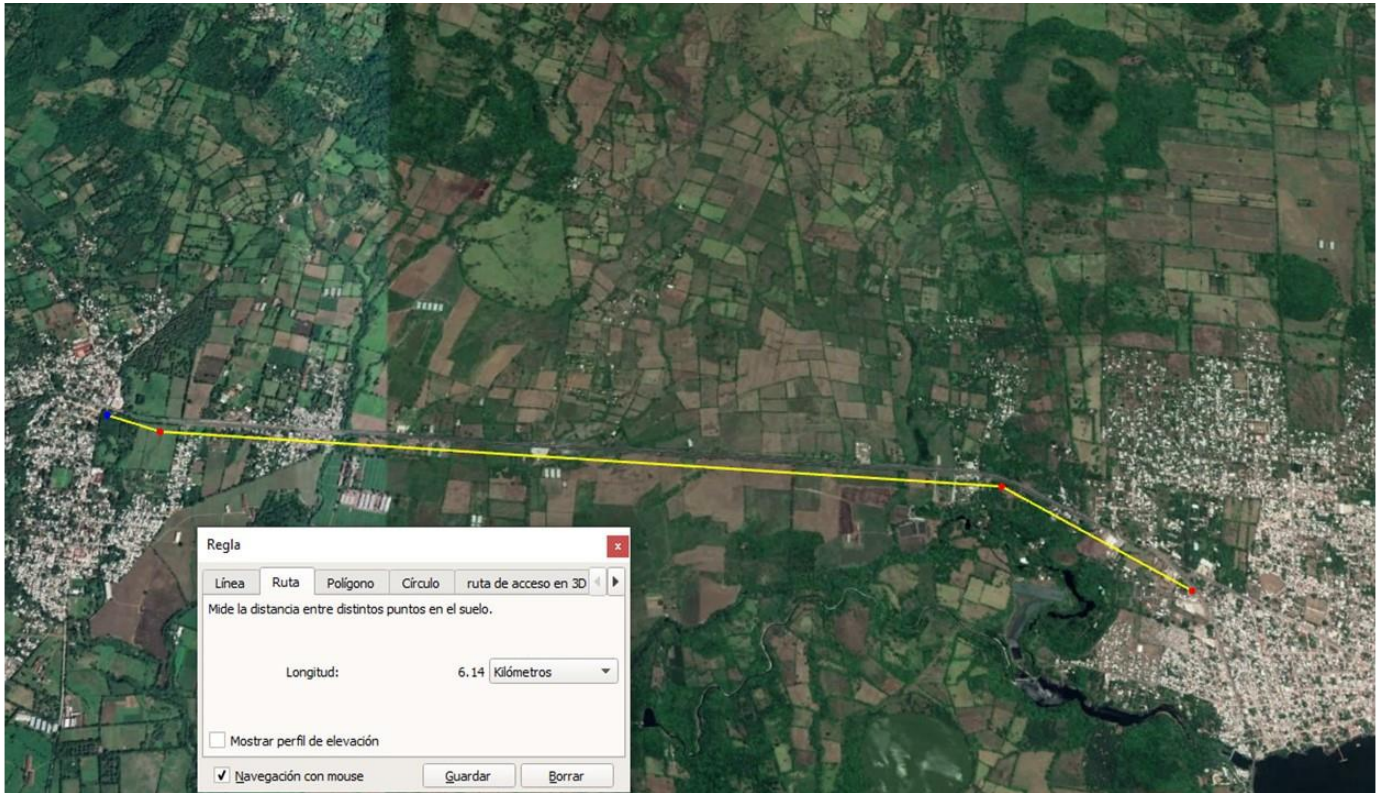 Regla
x
Línea Ruta Polígono Círculo ruta de acceso en 3D
Mide la distancia entre distintos puntos en el suelo.
Longitud: 6.14 Kilómetros
Mostrar perfil de elevación
Navegación con mouse Guardar Borrar